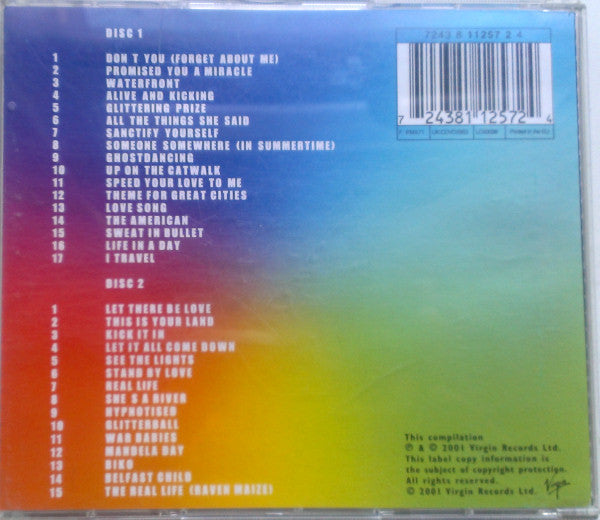 DISC 1
7243 8 11257 2 4
1 DON T YOU (FORGET ABOUT ME)
2 PROMISED YOU A MIRACLE
3 WATERFRONT
4 ALIVE AND KICKING
5 GLITTERING PRIZE
6 ALL THE THINGS SHE SAID
7 SANCTIFY YOURSELF
8 SOMEONE SOMEWHERE (IN SUMMERTIME)
9 GHOSTDANCING
10 UP ON THE CATWALK
11 SPEED YOUR LOVE TO ME
12 THEME FOR GREAT CITIES
13 LOVE SONG
14 THE AMERICAN
15 SWEAT IN BULLET
16 LIFE IN A DAY
17 I TRAVEL
7 24381 12572 4
Printed in the EU
DISC 2
1 LET THERE BE LOVE
2 THIS IS YOUR LAND
3 KICK IT IN
4 LET IT ALL COME DOWN
5 SEE THE LIGHTS
6 STAND BY LOVE
7 REAL LIFE
8 SHE S A RIVER
9 HYPNOTISED
10 GLITTERBALL
11 WAR BABIES
12 MANDELA DAY
13 BIKO
14 BELFAST CHILD
15 THE REAL LIFE (RAVEN MAIZE)
This compilation
℗ & © 2001 Virgin Records Ltd.
This label copy information is
the subject of copyright protection.
All rights reserved.
© 2001 Virgin Records Ltd.
Virgin